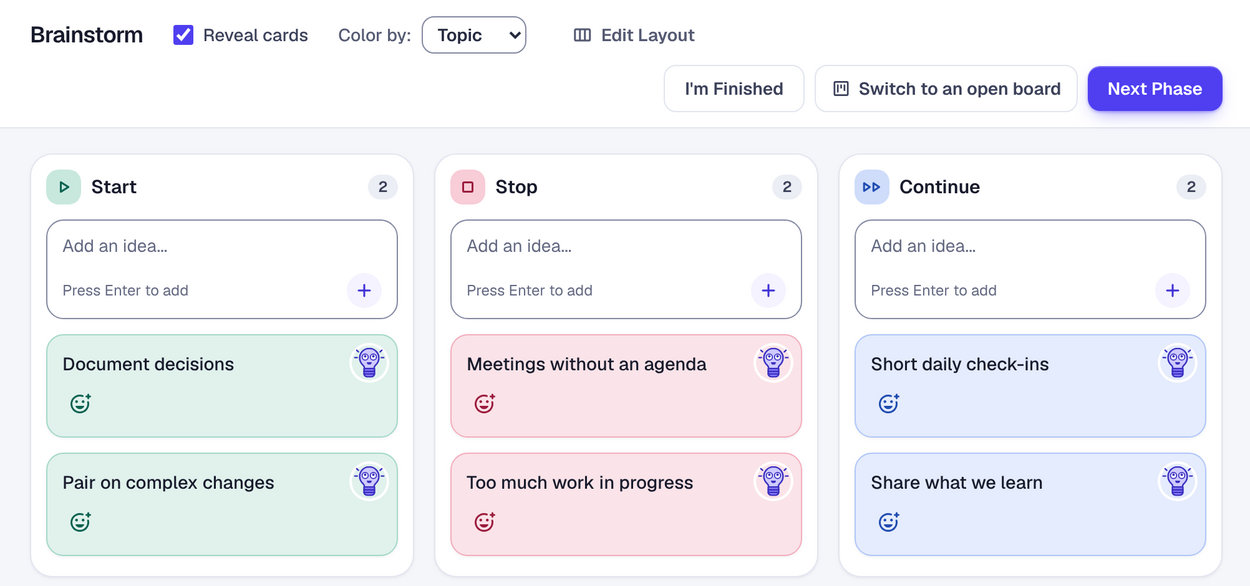 Brainstorm
Reveal cards
Color by:
Topic
Edit Layout
I'm Finished
Switch to an open board
Next Phase
Start
2
Add an idea...
Press Enter to add
Document decisions
Pair on complex changes
Stop
2
Add an idea...
Press Enter to add
Meetings without an agenda
Too much work in progress
Continue
2
Add an idea...
Press Enter to add
Short daily check-ins
Share what we learn